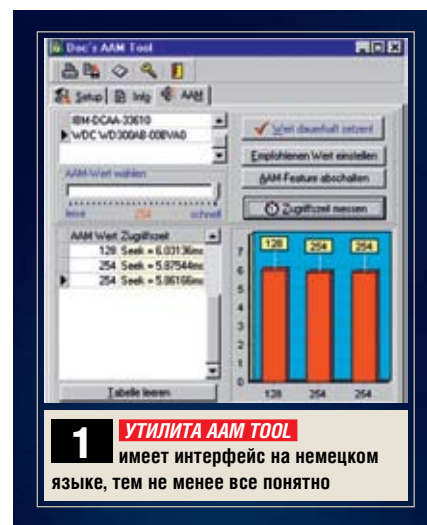 Doc's AAM Tool
Setup Info AAM
IBM-DCAA-33610
WDC WD300AB-00BVA0
Wert dauerhaft setzen!
Empfohlenen Wert einstellen
AAM-Feature abschalten
Zugriffszeit messen
AAM-Wert wählen
leise 254 schnell
AAM Wert Zugriffszeit
128 Seek = 6.03136ms
254 Seek = 5.87544ms
254 Seek = 5.86166ms
Tabelle leeren
128 254 254
7
6
5
4
3
2
1
0
128 254 254
1 УТИЛИТА AAM TOOL
имеет интерфейс на немецком
языке, тем не менее все понятно